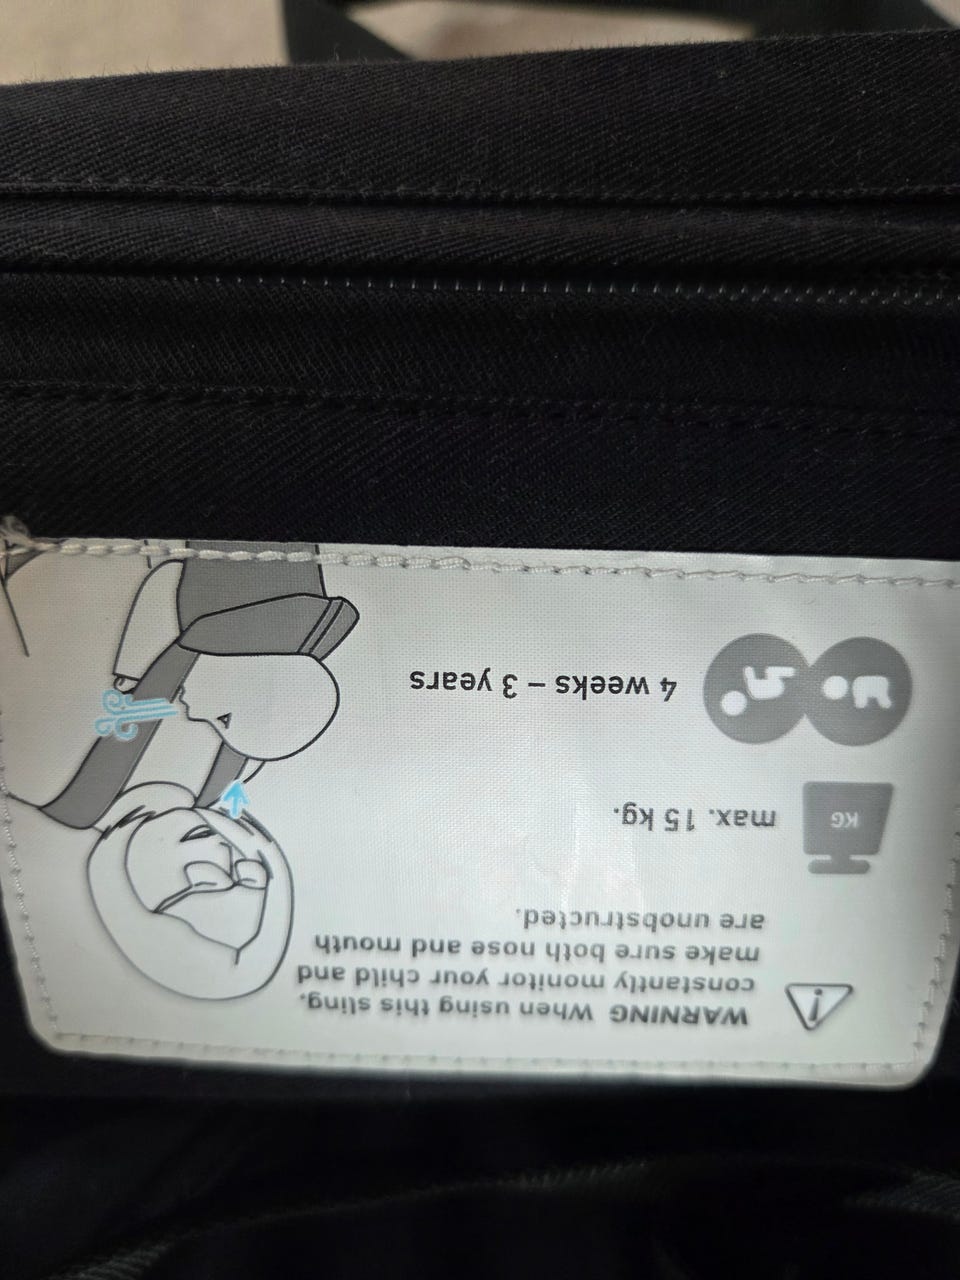 WARNING When using this sling,
constantly monitor your child and
make sure both nose and mouth
are unobstructed.
KG
max. 15 kg.
4 weeks – 3 years